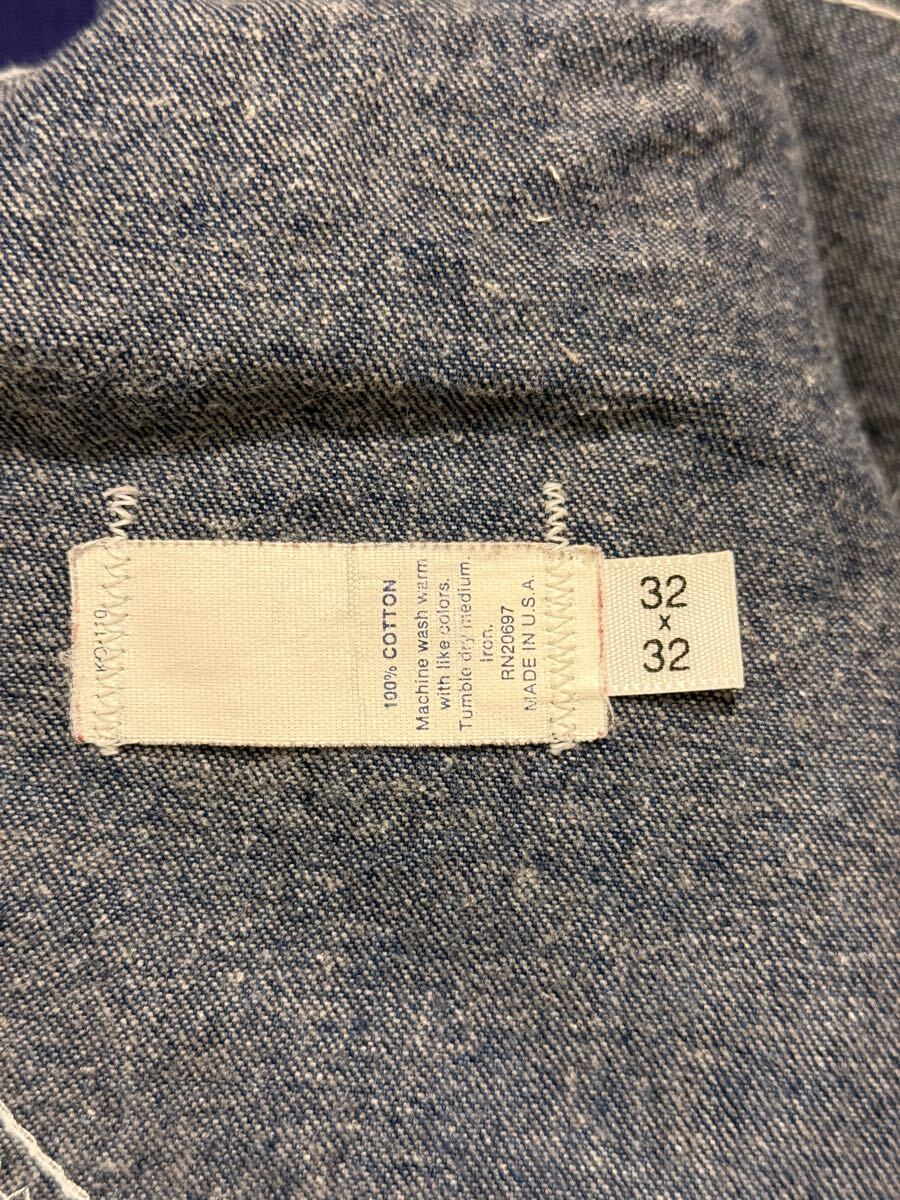 100% COTTON
Machine wash warm
with like colors.
Tumble dry medium.
Iron.
RN20697
MADE IN U.S.A.
32
x
32